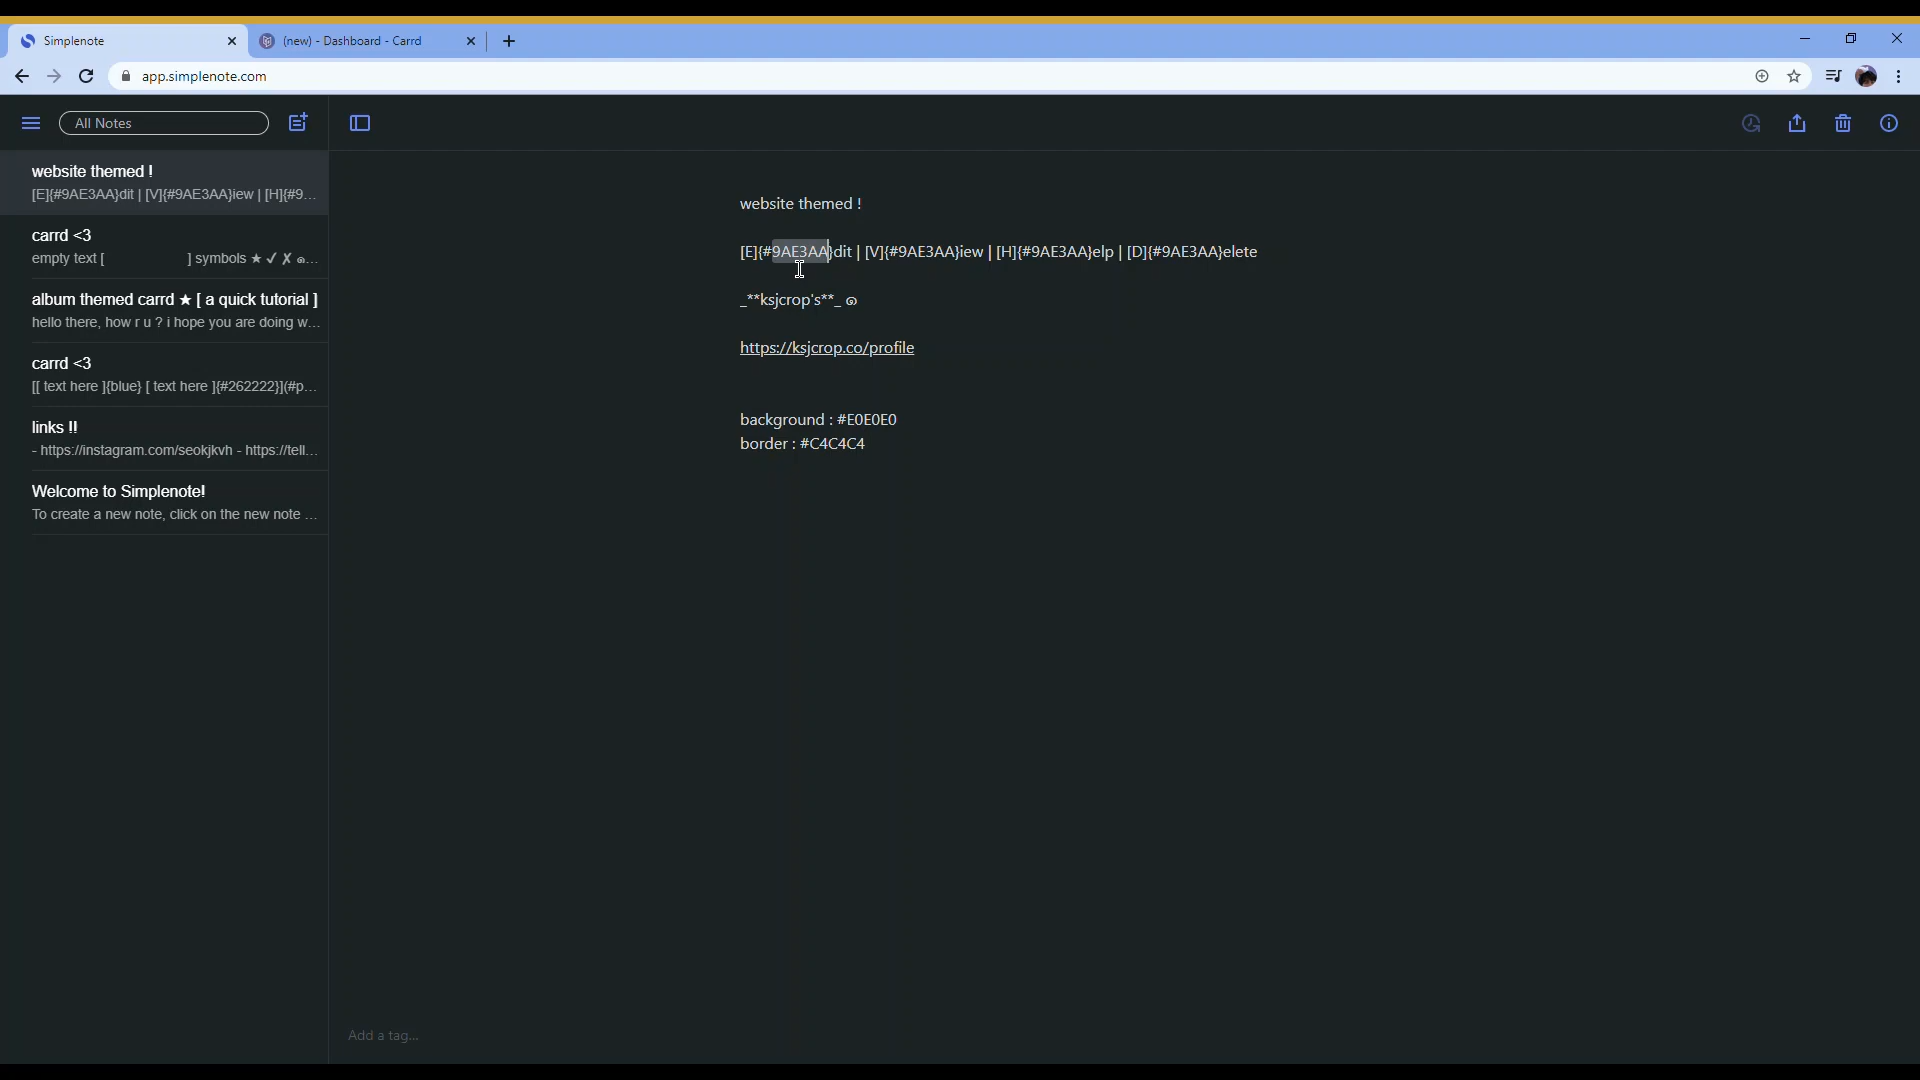 Simplenote
(new) - Dashboard - Carrd
app.simplenote.com
All Notes
website themed !
[E]{#9AE3AA}dit | [V]{#9AE3AA}iew | [H]{#9...
carrd <3
empty text [ ] symbols ★ ✓ ✗ ๑...
album themed carrd ★ [ a quick tutorial ]
hello there, how r u ? i hope you are doing w...
carrd <3
[[ text here ]{blue} [ text here ]{#262222}](#p...
links !!
- https://instagram.com/seokjkvh - https://tell...
Welcome to Simplenote!
To create a new note, click on the new note ...
website themed !
[E]{#9AE3AA}dit | [V]{#9AE3AA}iew | [H]{#9AE3AA}elp | [D]{#9AE3AA}elete
_**ksjcrop's**_ ๑
https://ksjcrop.co/profile
background : #E0E0E0
border : #C4C4C4
Add a tag...